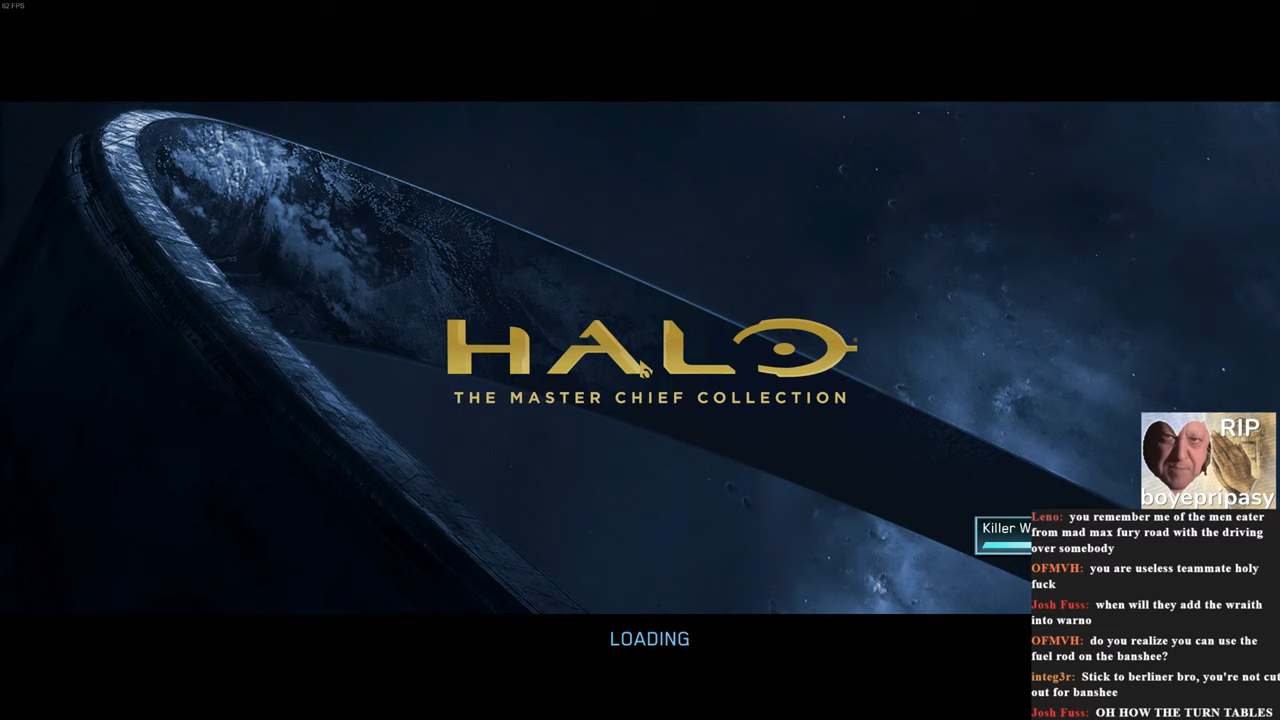 62 FPS
HALO
THE MASTER CHIEF COLLECTION
RIP
boyepripasy
Killer W
Leno: you remember me of the men eater
from mad max fury road with the driving
over somebody
OFMVH: you are useless teammate holy
fuck
Josh Fuss: when will they add the wraith
into warno
OFMVH: do you realize you can use the
fuel rod on the banshee?
integ3r: Stick to berliner bro, you're not cut
out for banshee
Josh Fuss: OH HOW THE TURN TABLES
LOADING